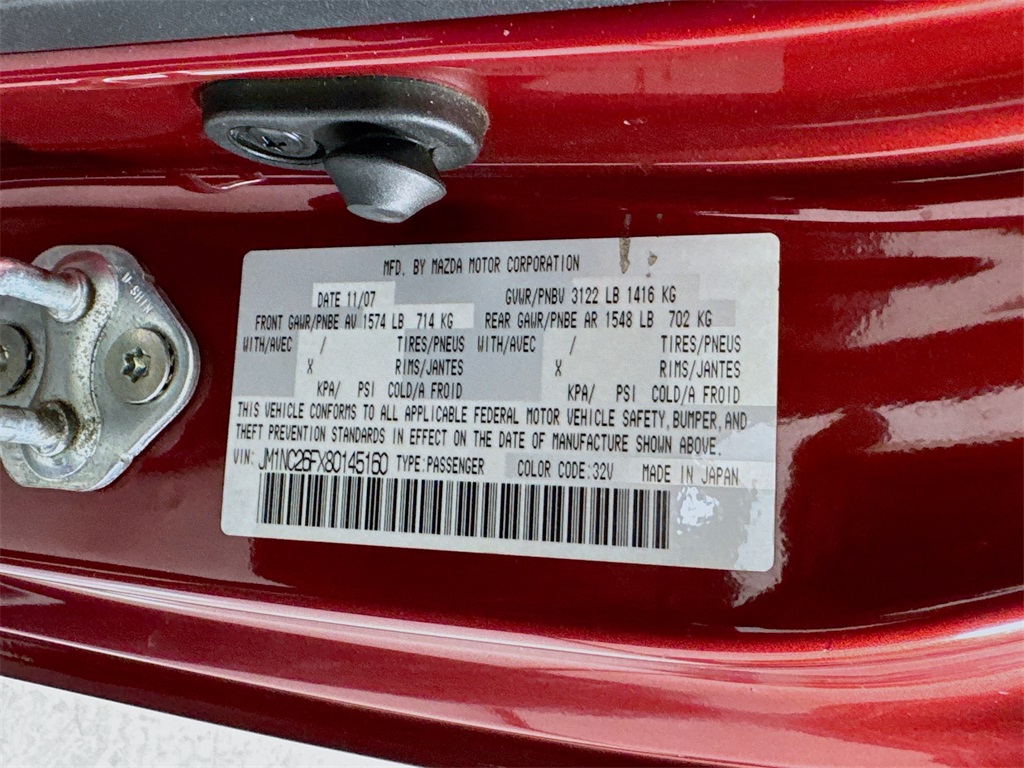 U-SHIN
MFD. BY MAZDA MOTOR CORPORATION
DATE 11/07 GVWR/PNBV 3122 LB 1416 KG
FRONT GAWR/PNBE AV 1574 LB 714 KG REAR GAWR/PNBE AR 1548 LB 702 KG
WITH/AVEC / TIRES/PNEUS WITH/AVEC / TIRES/PNEUS
X RIMS/JANTES X RIMS/JANTES
KPA/ PSI COLD/A FROID KPA/ PSI COLD/A FROID
THIS VEHICLE CONFORMS TO ALL APPLICABLE FEDERAL MOTOR VEHICLE SAFETY, BUMPER, AND
THEFT PREVENTION STANDARDS IN EFFECT ON THE DATE OF MANUFACTURE SHOWN ABOVE.
VIN: JM1NC26FX80145160 TYPE:PASSENGER COLOR CODE:32V MADE IN JAPAN